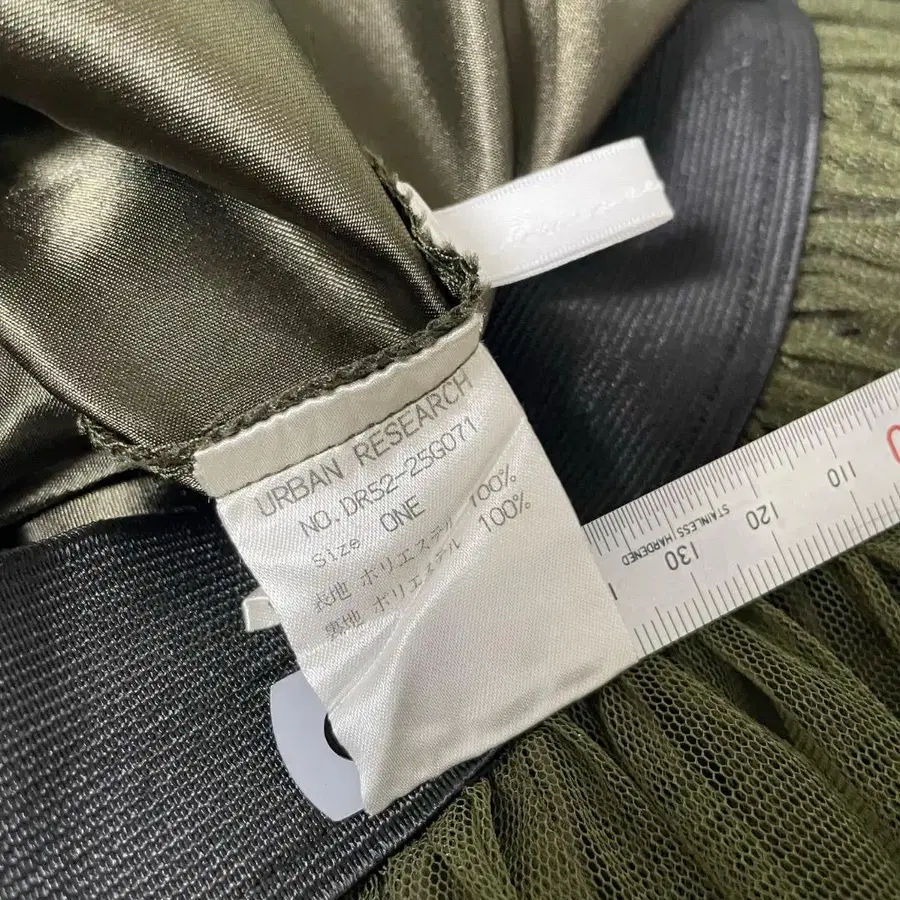 URBAN RESEARCH
NO.DR52-25G071
Size ONE
表地 ポリエステル 100%
裏地 ポリエステル 100%
110
120
130
STAINLESS HARDENED